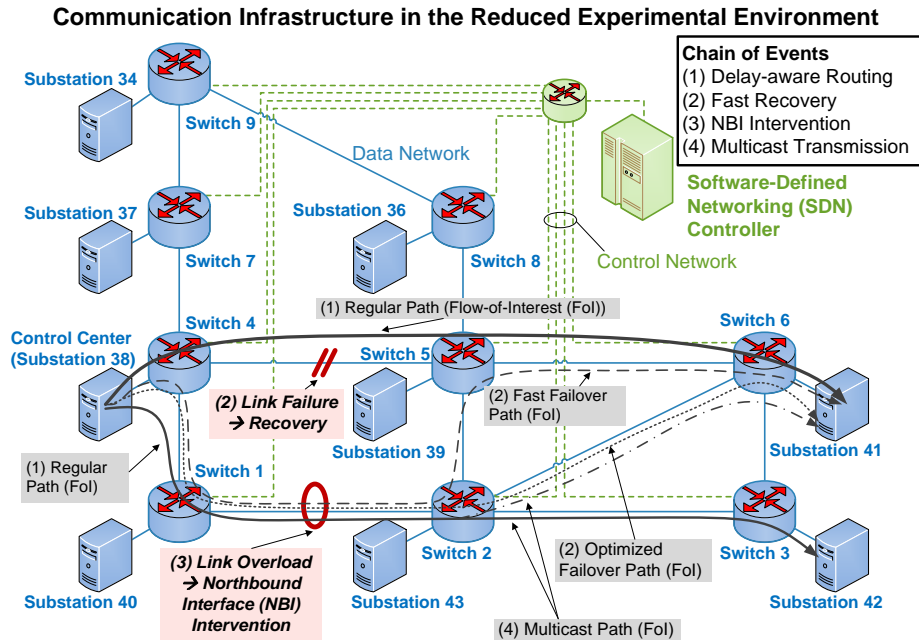 Communication Infrastructure in the Reduced Experimental Environment
Chain of Events
(1) Delay-aware Routing
(2) Fast Recovery
(3) NBI Intervention
(4) Multicast Transmission
Substation 34
Switch 9
Data Network
Software-Defined
Networking (SDN)
Controller
Substation 37
Substation 36
Switch 7
Switch 8
Control Network
(1) Regular Path (Flow-of-Interest (FoI))
Switch 4
Switch 6
Control Center
(Substation 38)
Switch 5
(2) Link Failure
→ Recovery
(2) Fast Failover
Path (FoI)
Substation 39
Substation 41
(1) Regular
Path (FoI)
Switch 1
Switch 2
Switch 3
(3) Link Overload
→ Northbound
Interface (NBI)
Intervention
(2) Optimized
Failover Path (FoI)
Substation 40
Substation 43
Substation 42
(4) Multicast Path (FoI)